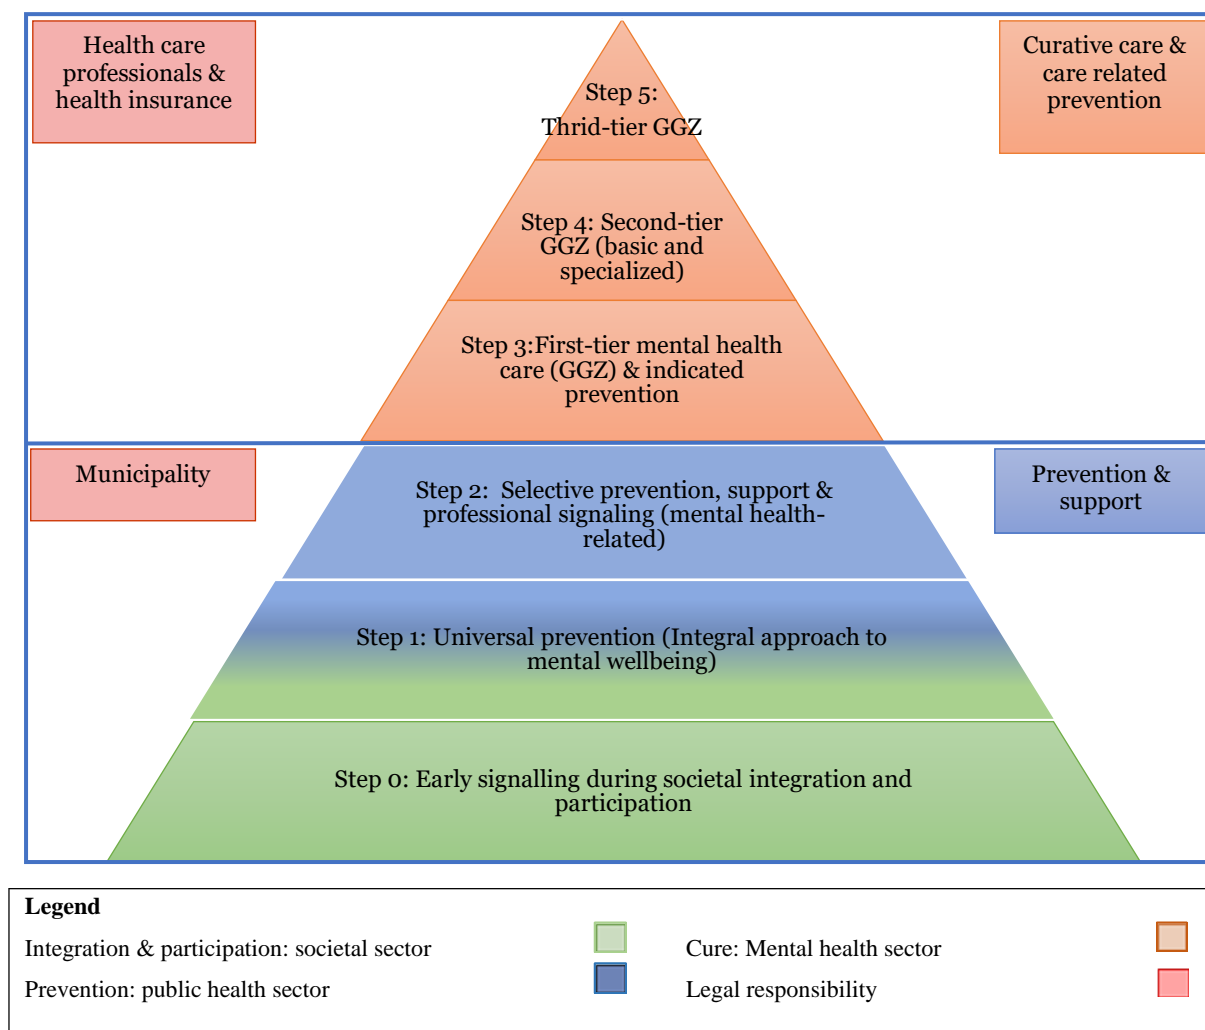 Health care
professionals &
health insurance
Curative care &
care related
prevention
Step 5:
Thrid-tier GGZ
Step 4: Second-tier
GGZ (basic and
specialized)
Step 3:First-tier mental health
care (GGZ) & indicated
prevention
Municipality
Prevention &
support
Step 2:  Selective prevention, support &
professional signaling (mental health-
related)
Step 1: Universal prevention (Integral approach to
mental wellbeing)
Step 0: Early signalling during societal integration and
participation
Legend
Integration & participation: societal sector
Cure: Mental health sector
Prevention: public health sector
Legal responsibility